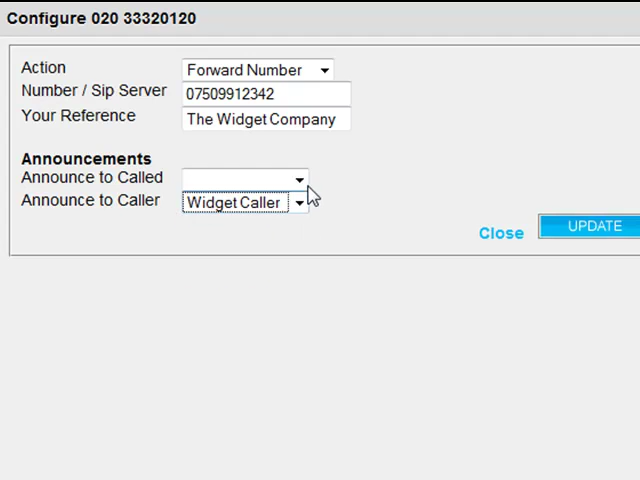 Configure 020 33320120
Action Forward Number
Number / Sip Server 07509912342
Your Reference The Widget Company
Announcements
Announce to Called
Announce to Caller Widget Caller
Close UPDATE